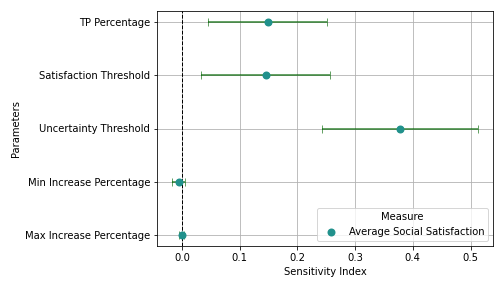 TP Percentage
Satisfaction Threshold
Uncertainty Threshold
Min Increase Percentage
Max Increase Percentage
Parameters
Measure
Average Social Satisfaction
0.0 0.1 0.2 0.3 0.4 0.5
Sensitivity Index